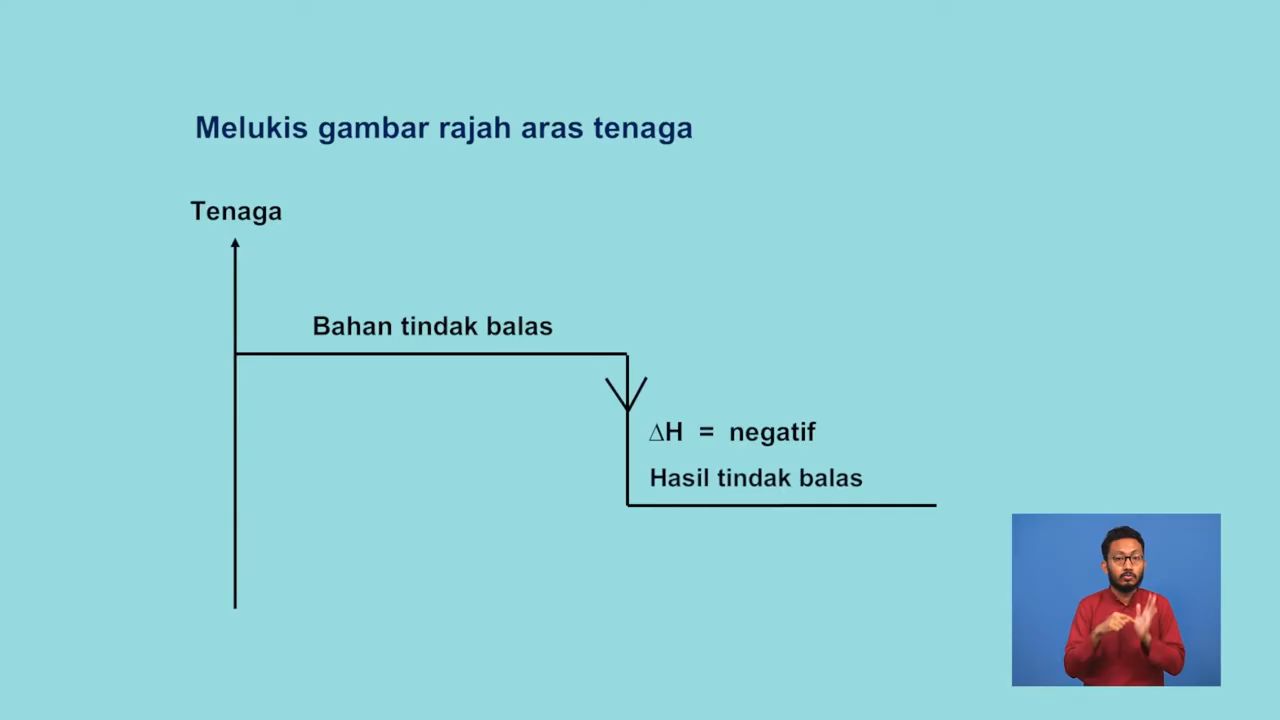 Melukis gambar rajah aras tenaga
Tenaga
Bahan tindak balas
∆H = negatif
Hasil tindak balas